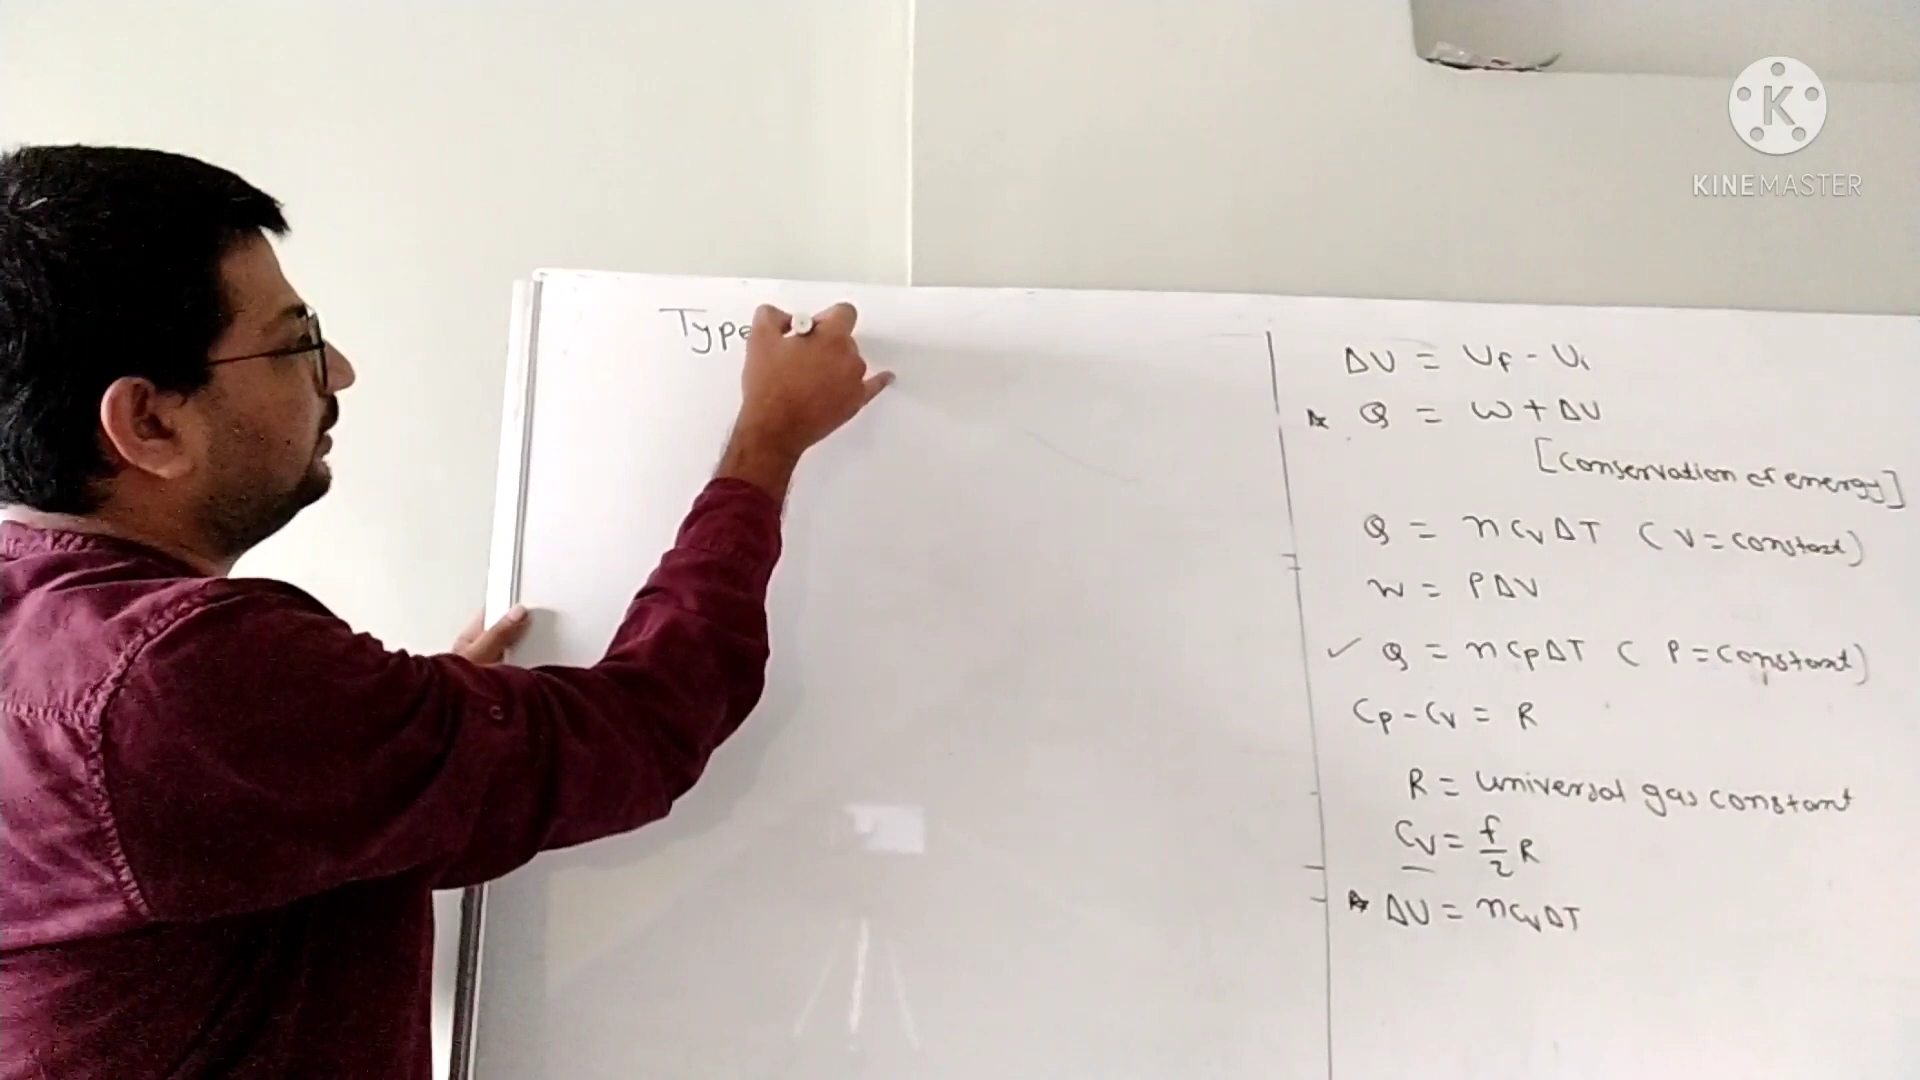 K
KINEMASTER
Type
ΔU = Uf - Ui
☆ Q = W + ΔU
[Conservation of energy]
Q = nCvΔT (V = constant)
W = PΔV
✓ Q = nCpΔT ( P = constant)
Cp - Cv = R
R = universal gas constant
Cv = f/2 R
☆ ΔU = nCvΔT